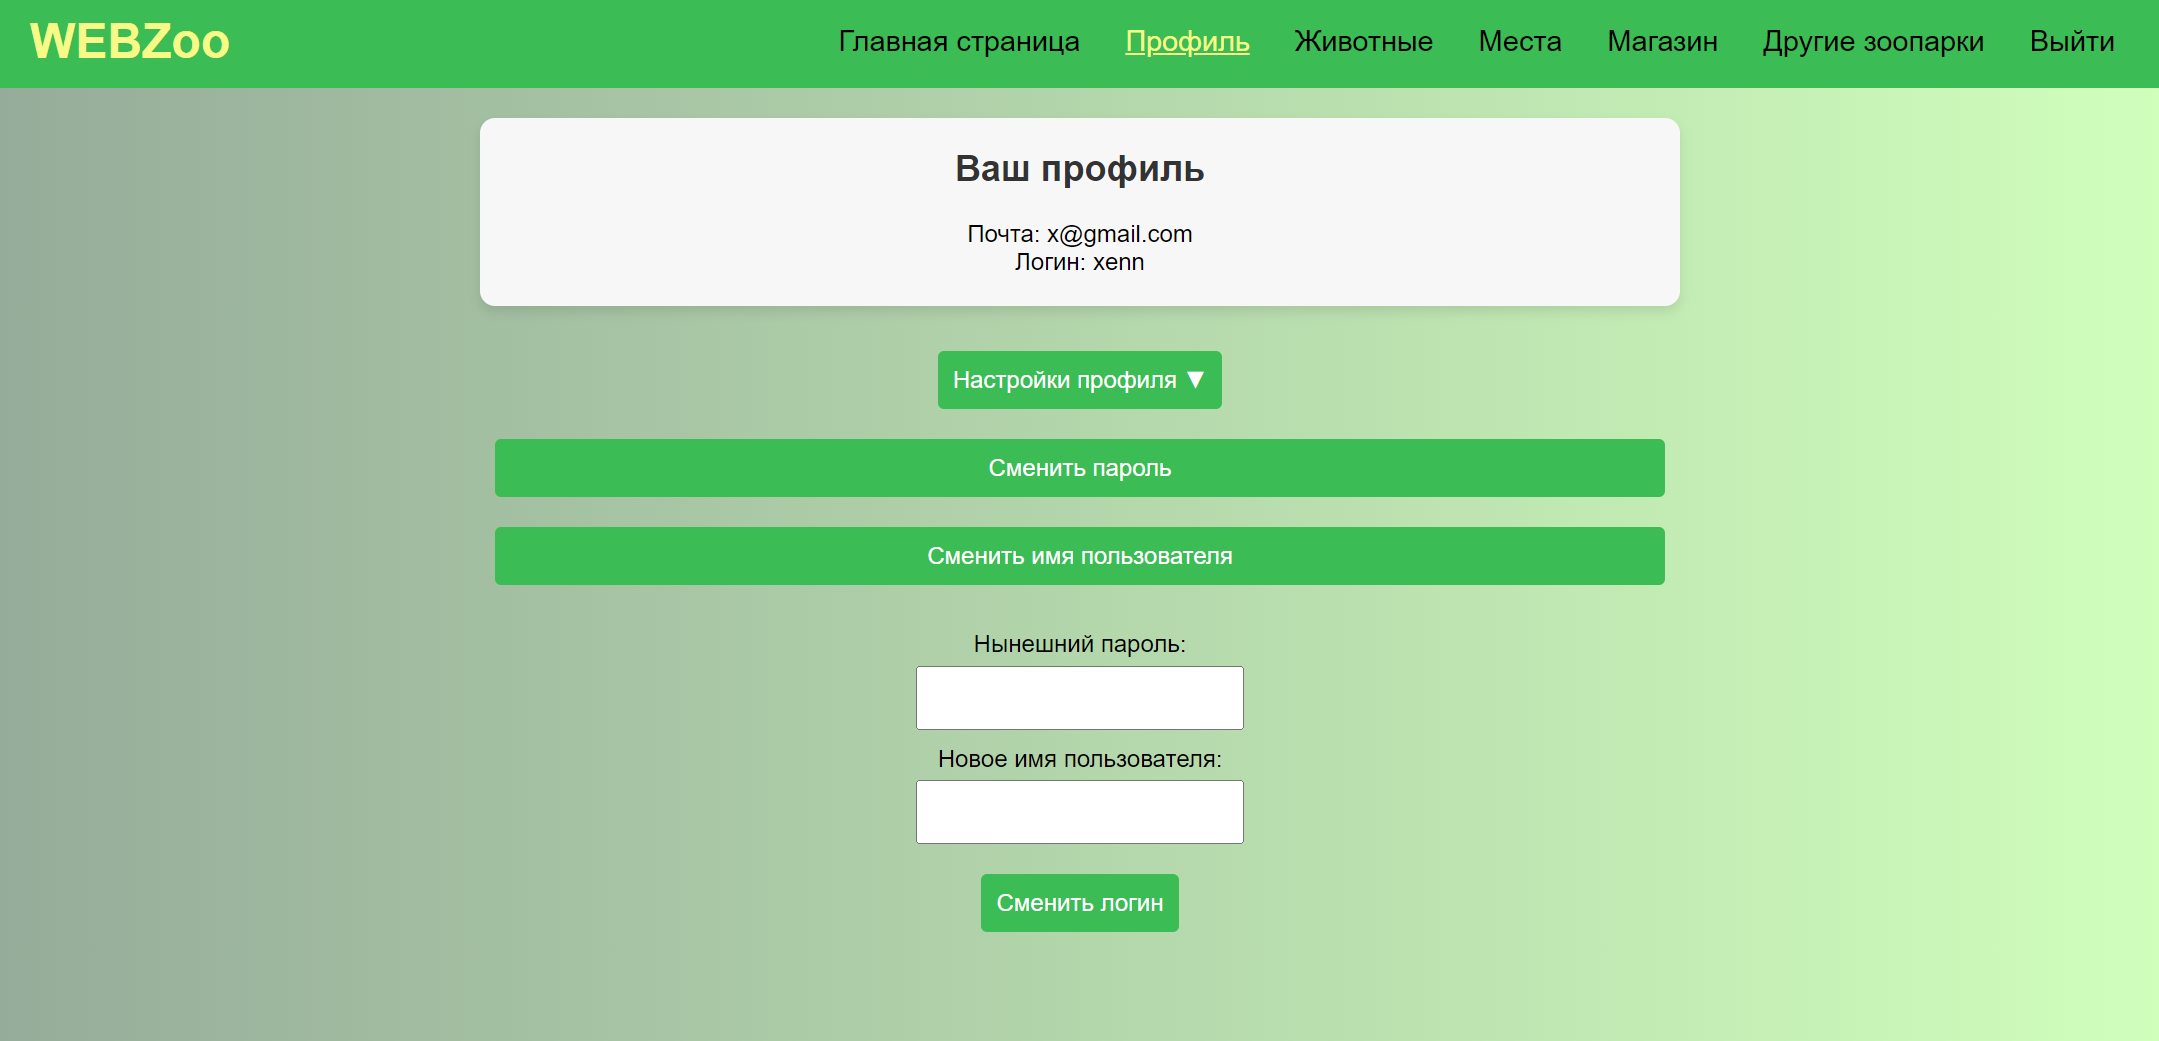 WEBZoo
Главная страница Профиль Животные Места Магазин Другие зоопарки Выйти
Ваш профиль
Почта: x@gmail.com
Логин: xenn
Настройки профиля ▼
Сменить пароль
Сменить имя пользователя
Нынешний пароль:
Новое имя пользователя:
Сменить логин